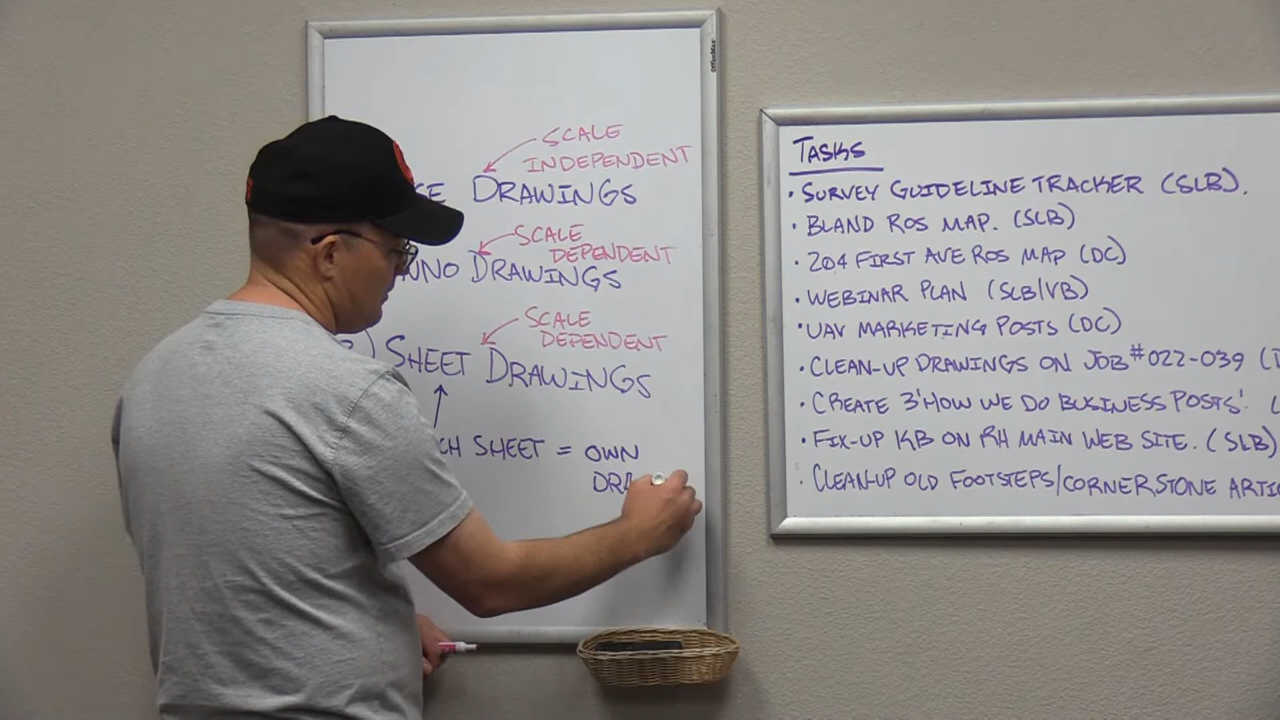 SCALE
INDEPENDENT
DRAWINGS
SCALE
DEPENDENT
DRAWINGS
SCALE
DEPENDENT
SHEET DRAWINGS
SHEET = OWN
OfficeMax
TASKS
• SURVEY GUIDELINE TRACKER (SLB).
• BLAND ROS MAP. (SLB)
• 204 FIRST AVE ROS MAP (DC)
• WEBINAR PLAN (SLB/VB)
• UAV MARKETING POSTS (DC)
• CLEAN-UP DRAWINGS ON JOB #022-039
• CREATE 3 'HOW WE DO BUSINESS POSTS'.
• FIX-UP KB ON RH MAIN WEB SITE. (SLB)
• CLEAN-UP OLD FOOTSTEPS/CORNERSTONE